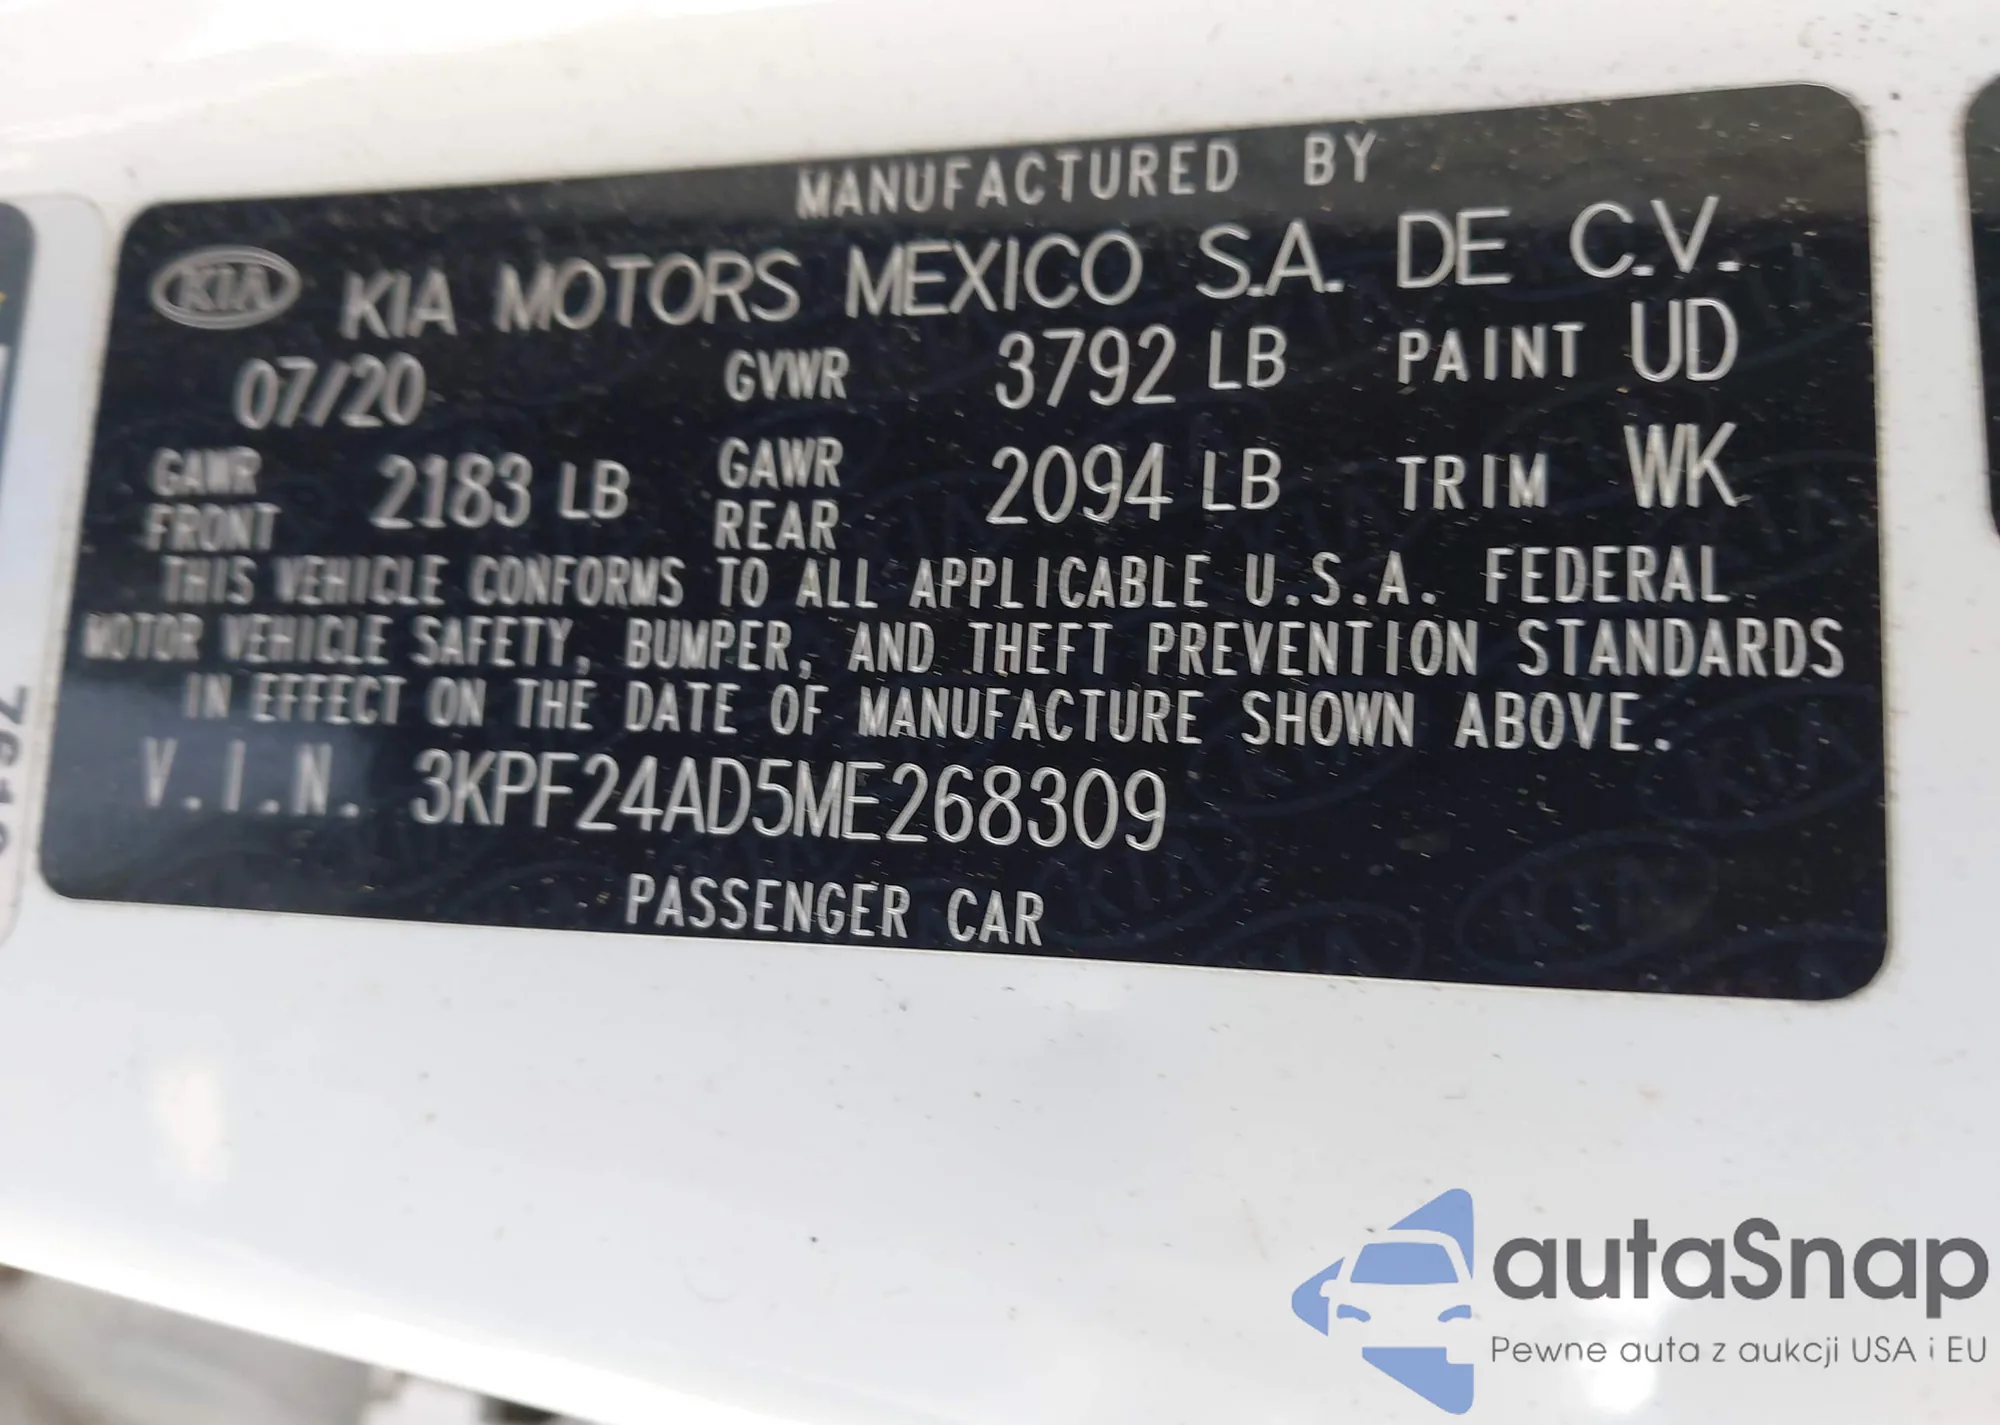 MANUFACTURED BY
KIA KIA MOTORS MEXICO S.A. DE C.V.
07/20 GVWR 3792 LB PAINT UD
GAWR FRONT 2183 LB GAWR REAR 2094 LB TRIM WK
THIS VEHICLE CONFORMS TO ALL APPLICABLE U.S.A. FEDERAL
MOTOR VEHICLE SAFETY, BUMPER, AND THEFT PREVENTION STANDARDS
IN EFFECT ON THE DATE OF MANUFACTURE SHOWN ABOVE.
V.I.N. 3KPF24AD5ME268309
PASSENGER CAR
autaSnap
Pewne auta z aukcji USA i EU